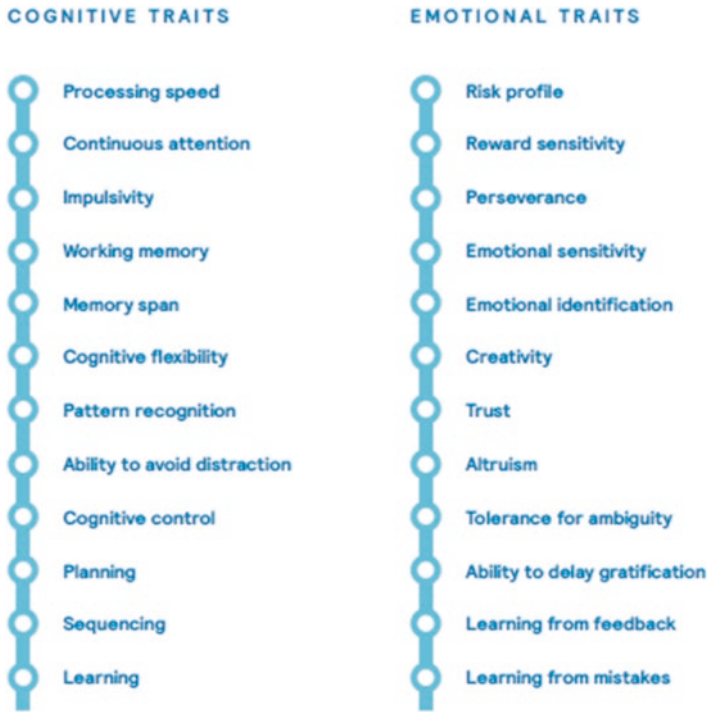 COGNITIVE TRAITS
Processing speed
Continuous attention
Impulsivity
Working memory
Memory span
Cognitive flexibility
Pattern recognition
Ability to avoid distraction
Cognitive control
Planning
Sequencing
Learning
EMOTIONAL TRAITS
Risk profile
Reward sensitivity
Perseverance
Emotional sensitivity
Emotional identification
Creativity
Trust
Altruism
Tolerance for ambiguity
Ability to delay gratification
Learning from feedback
Learning from mistakes